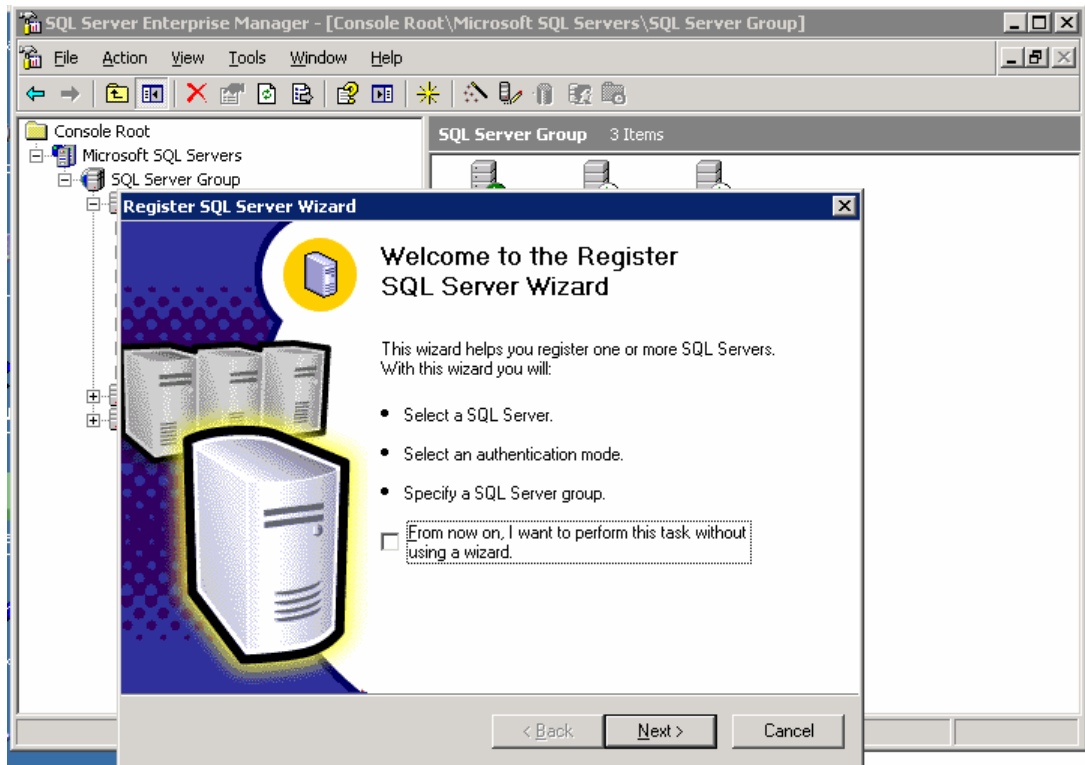 SQL Server Enterprise Manager - [Console Root\Microsoft SQL Servers\SQL Server Group]
File Action View Tools Window Help
Console Root
Microsoft SQL Servers
SQL Server Group
SQL Server Group 3 Items
Register SQL Server Wizard
Welcome to the Register
SQL Server Wizard
This wizard helps you register one or more SQL Servers.
With this wizard you will:
• Select a SQL Server.
• Select an authentication mode.
• Specify a SQL Server group.
From now on, I want to perform this task without
using a wizard.
< Back Next > Cancel